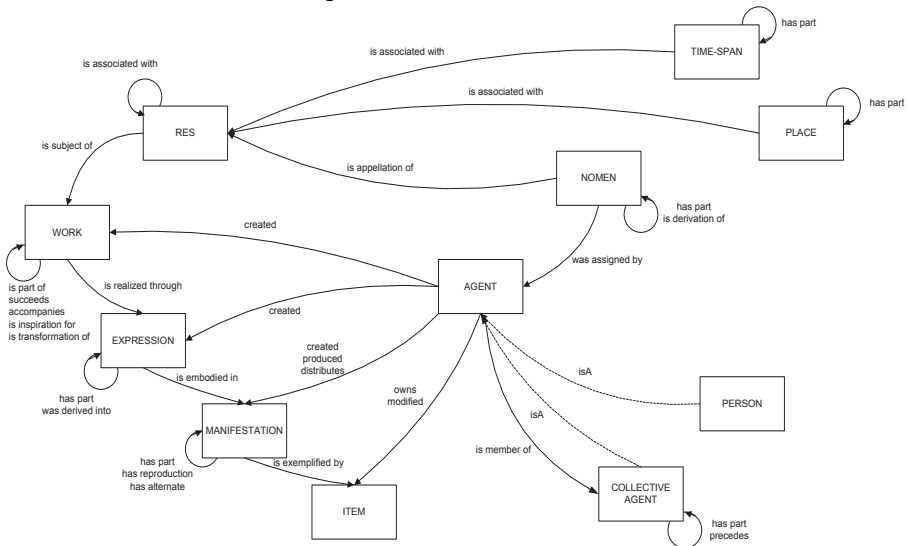 has part
TIME-SPAN
is associated with
is associated with
is associated with
has part
RES
PLACE
is subject of
is appellation of
NOMEN
has part
is derivation of
WORK
created
was assigned by
is part of
succeeds
accompanies
is inspiration for
is transformation of
is realized through
AGENT
created
EXPRESSION
created
produced
distributes
is embodied in
has part
was derived into
owns
modified
isA
PERSON
MANIFESTATION
isA
has part
has reproduction
has alternate
is exemplified by
is member of
COLLECTIVE
AGENT
ITEM
has part
precedes